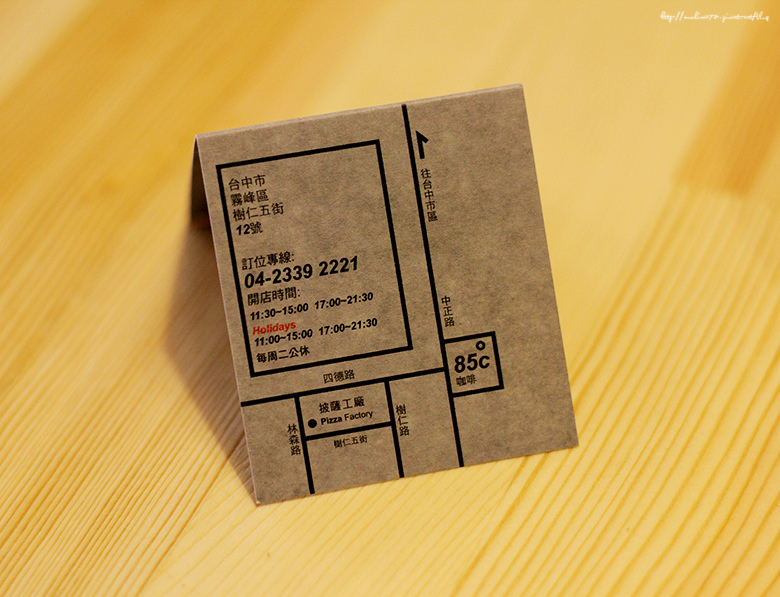 台中市
霧峰區
樹仁五街
12號
訂位專線:
04-2339 2221
開店時間:
11:30~15:00 17:00~21:30
Holidays
11:00~15:00 17:00~21:30
每周二公休
往台中市區
中正路
85°C
咖啡
四德路
披薩工廠
Pizza Factory
林森路
樹仁路
樹仁五街